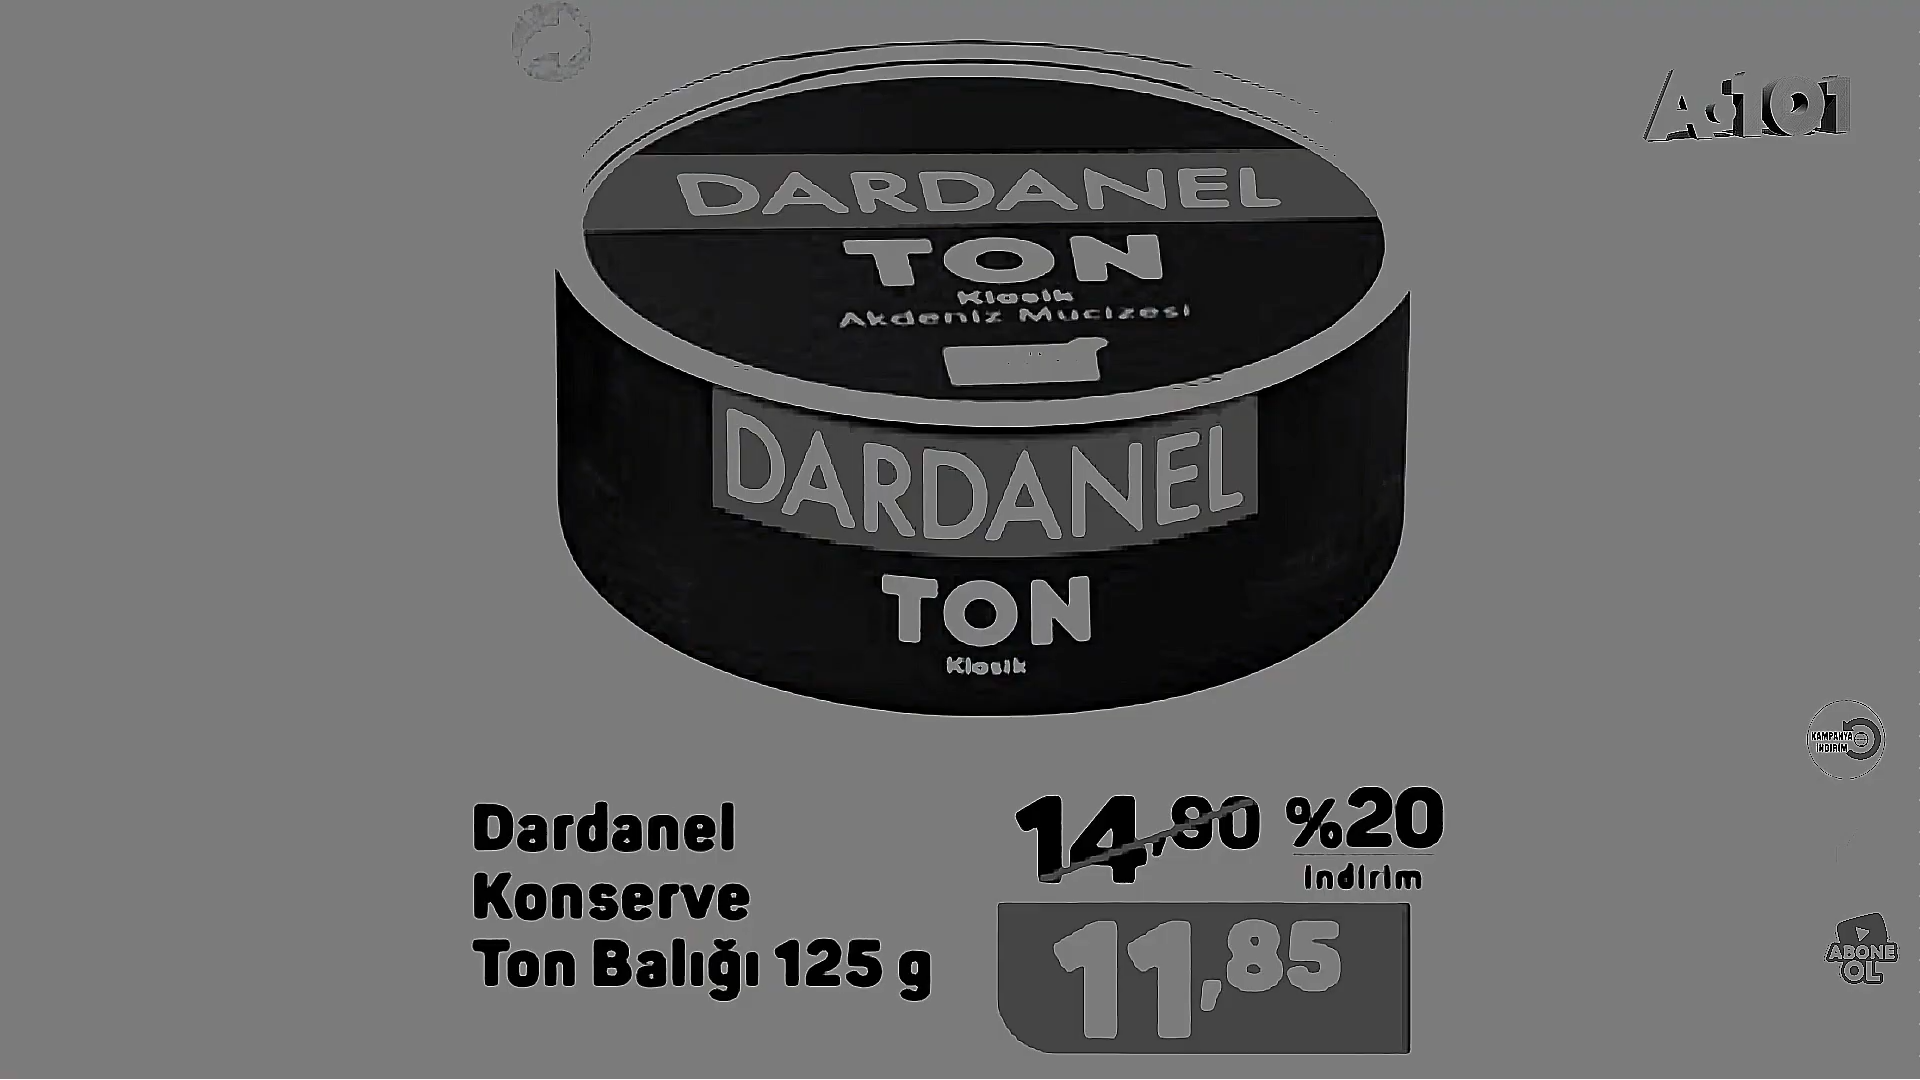 A101
DARDANEL
TON
Klasik
Akdeniz Mucizesi
DARDANEL
TON
Klasik
KAMPANYA
İNDİRİM
Dardanel
Konserve
Ton Balığı 125 g
14,90 %20
indirim
11,85
ABONE
OL